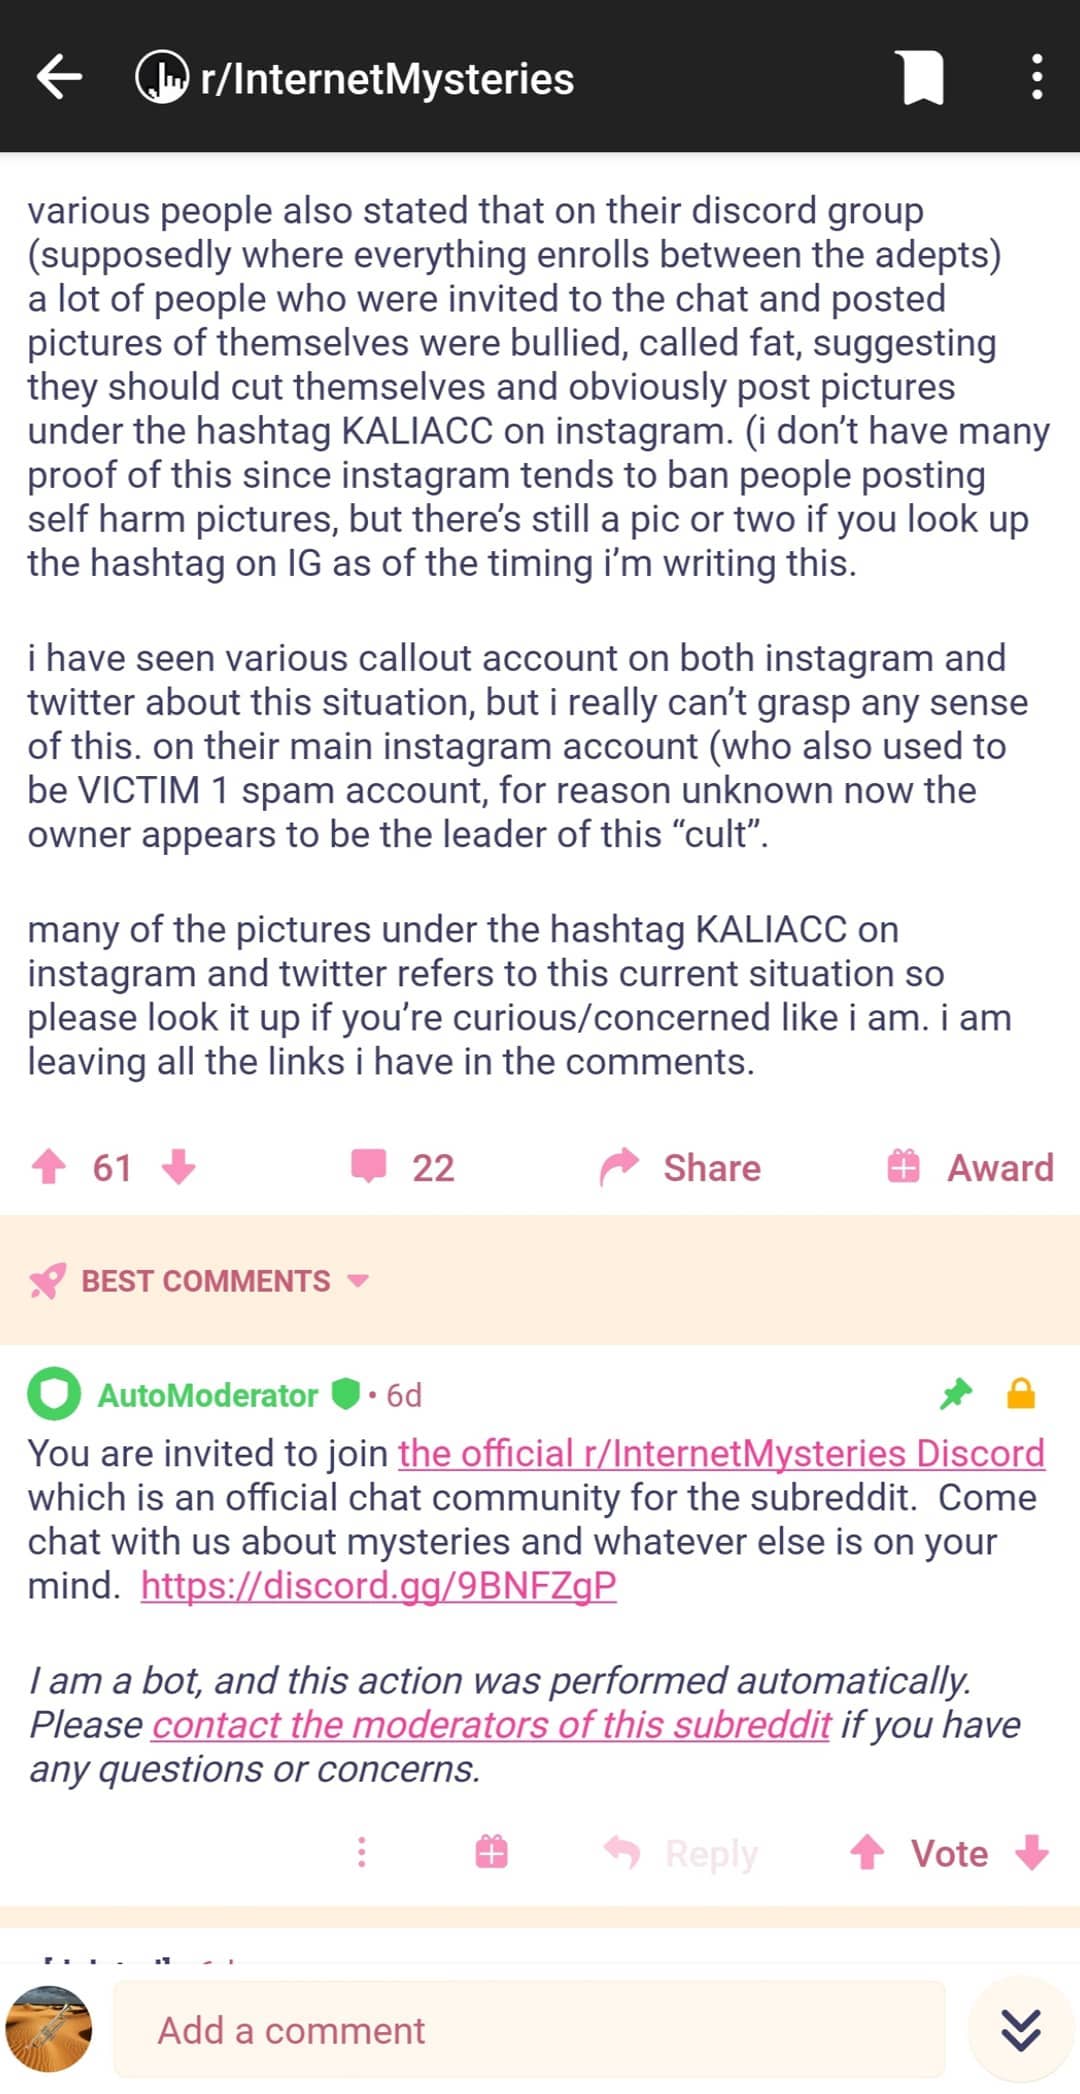 r/InternetMysteries
various people also stated that on their discord group
(supposedly where everything enrolls between the adepts)
a lot of people who were invited to the chat and posted
pictures of themselves were bullied, called fat, suggesting
they should cut themselves and obviously post pictures
under the hashtag KALIACC on instagram. (i don’t have many
proof of this since instagram tends to ban people posting
self harm pictures, but there’s still a pic or two if you look up
the hashtag on IG as of the timing i’m writing this.
i have seen various callout account on both instagram and
twitter about this situation, but i really can’t grasp any sense
of this. on their main instagram account (who also used to
be VICTIM 1 spam account, for reason unknown now the
owner appears to be the leader of this “cult”.
many of the pictures under the hashtag KALIACC on
instagram and twitter refers to this current situation so
please look it up if you’re curious/concerned like i am. i am
leaving all the links i have in the comments.
61 22 Share Award
BEST COMMENTS
AutoModerator • 6d
You are invited to join the official r/InternetMysteries Discord
which is an official chat community for the subreddit. Come
chat with us about mysteries and whatever else is on your
mind. https://discord.gg/9BNFZgP
I am a bot, and this action was performed automatically.
Please contact the moderators of this subreddit if you have
any questions or concerns.
Reply Vote
Add a comment